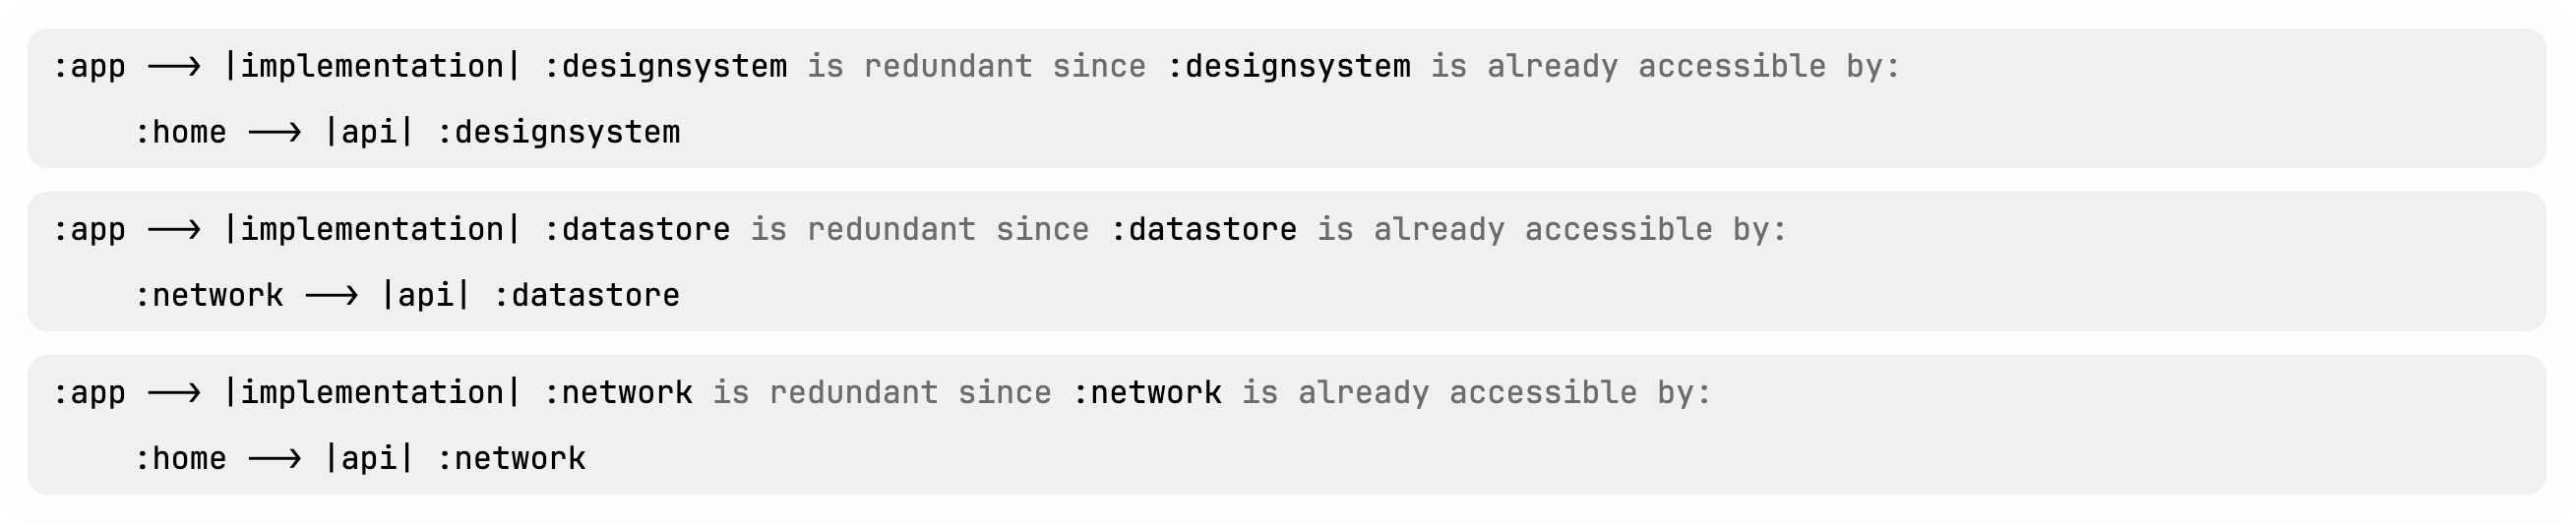 :app ⟶ |implementation| :designsystem is redundant since :designsystem is already accessible by:
:home ⟶ |api| :designsystem
:app ⟶ |implementation| :datastore is redundant since :datastore is already accessible by:
:network ⟶ |api| :datastore
:app ⟶ |implementation| :network is redundant since :network is already accessible by:
:home ⟶ |api| :network